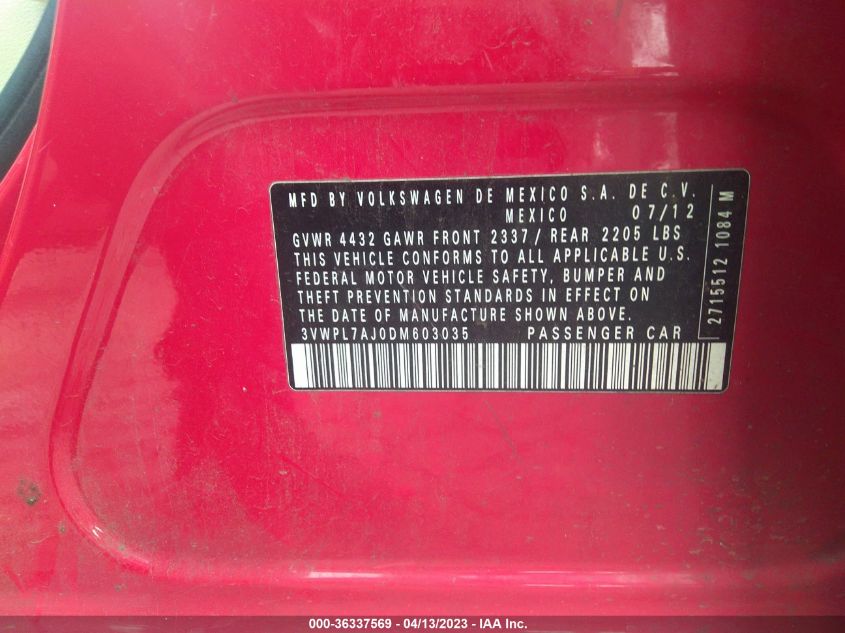 MFD BY VOLKSWAGEN DE MEXICO S.A. DE C.V.
MEXICO 07/12
GVWR 4432 GAWR FRONT 2337/ REAR 2205 LBS
THIS VEHICLE CONFORMS TO ALL APPLICABLE U.S.
FEDERAL MOTOR VEHICLE SAFETY, BUMPER AND
THEFT PREVENTION STANDARDS IN EFFECT ON
THE DATE OF MANUFACTURE SHOWN ABOVE.
3VWPL7AJ0DM603035 PASSENGER CAR
2715512 1084 M
000-36337569 - 04/13/2023 - IAA Inc.